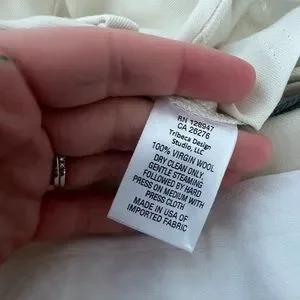 RN 128947
CA 26276
Tribeca Design
Studio, LLC
100% VIRGIN WOOL
DRY CLEAN ONLY,
GENTLE STEAMING
FOLLOWED BY HARD
PRESS ON MEDIUM WITH
PRESS CLOTH
MADE IN USA OF
IMPORTED FABRIC